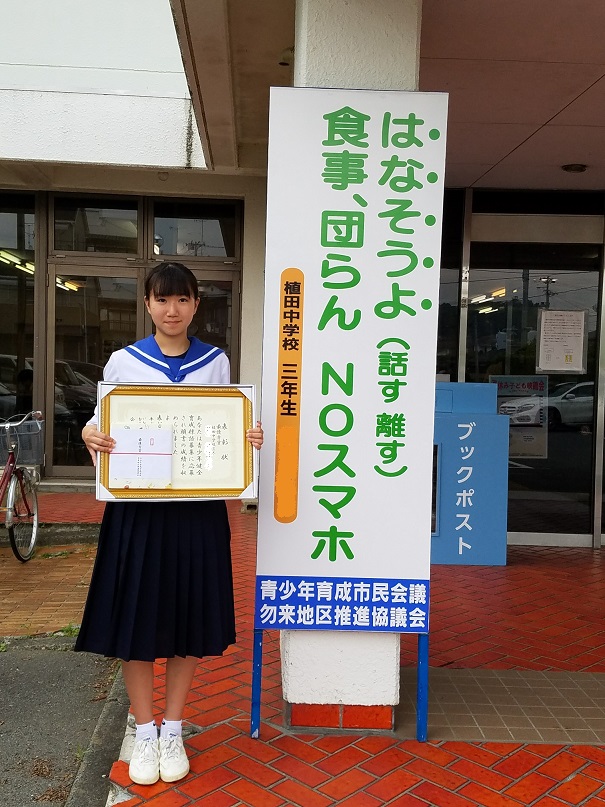 はなそうよ(話す 離す)
食事、団らん NOスマホ
植田中学校 三年生
青少年育成市民会議
勿来地区推進協議会
ブックポスト
表彰状